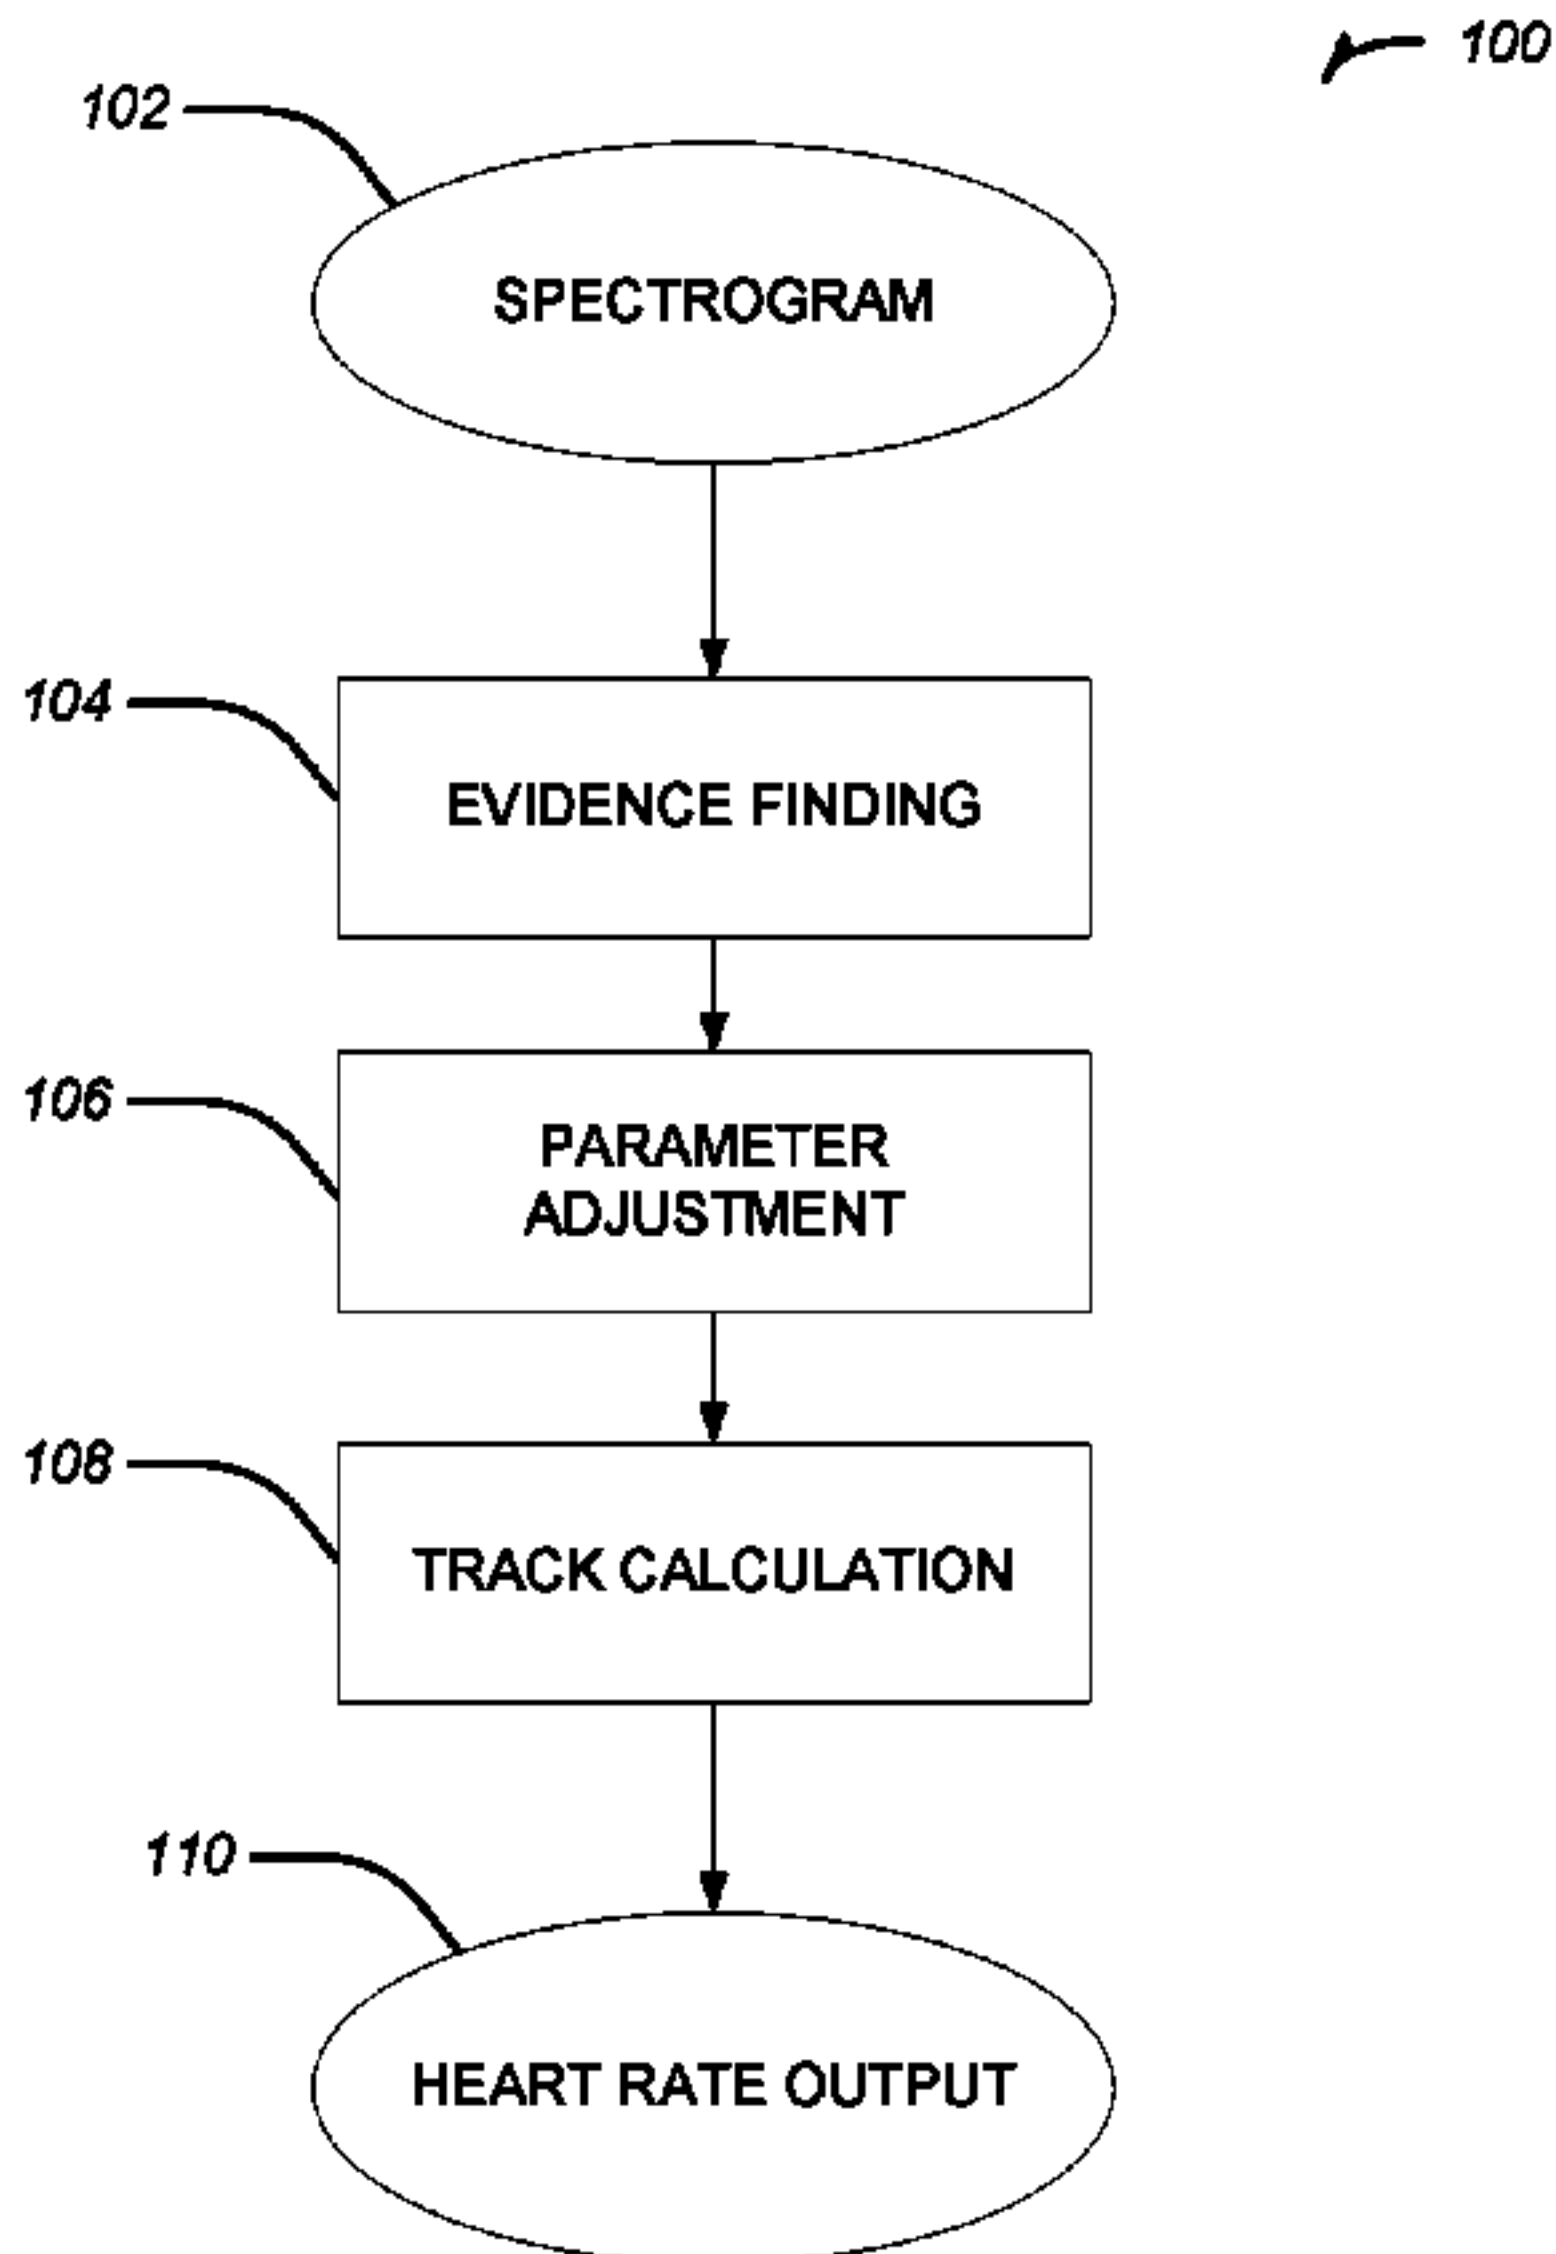 100
102
SPECTROGRAM
104
EVIDENCE FINDING
106
PARAMETER
ADJUSTMENT
108
TRACK CALCULATION
110
HEART RATE OUTPUT